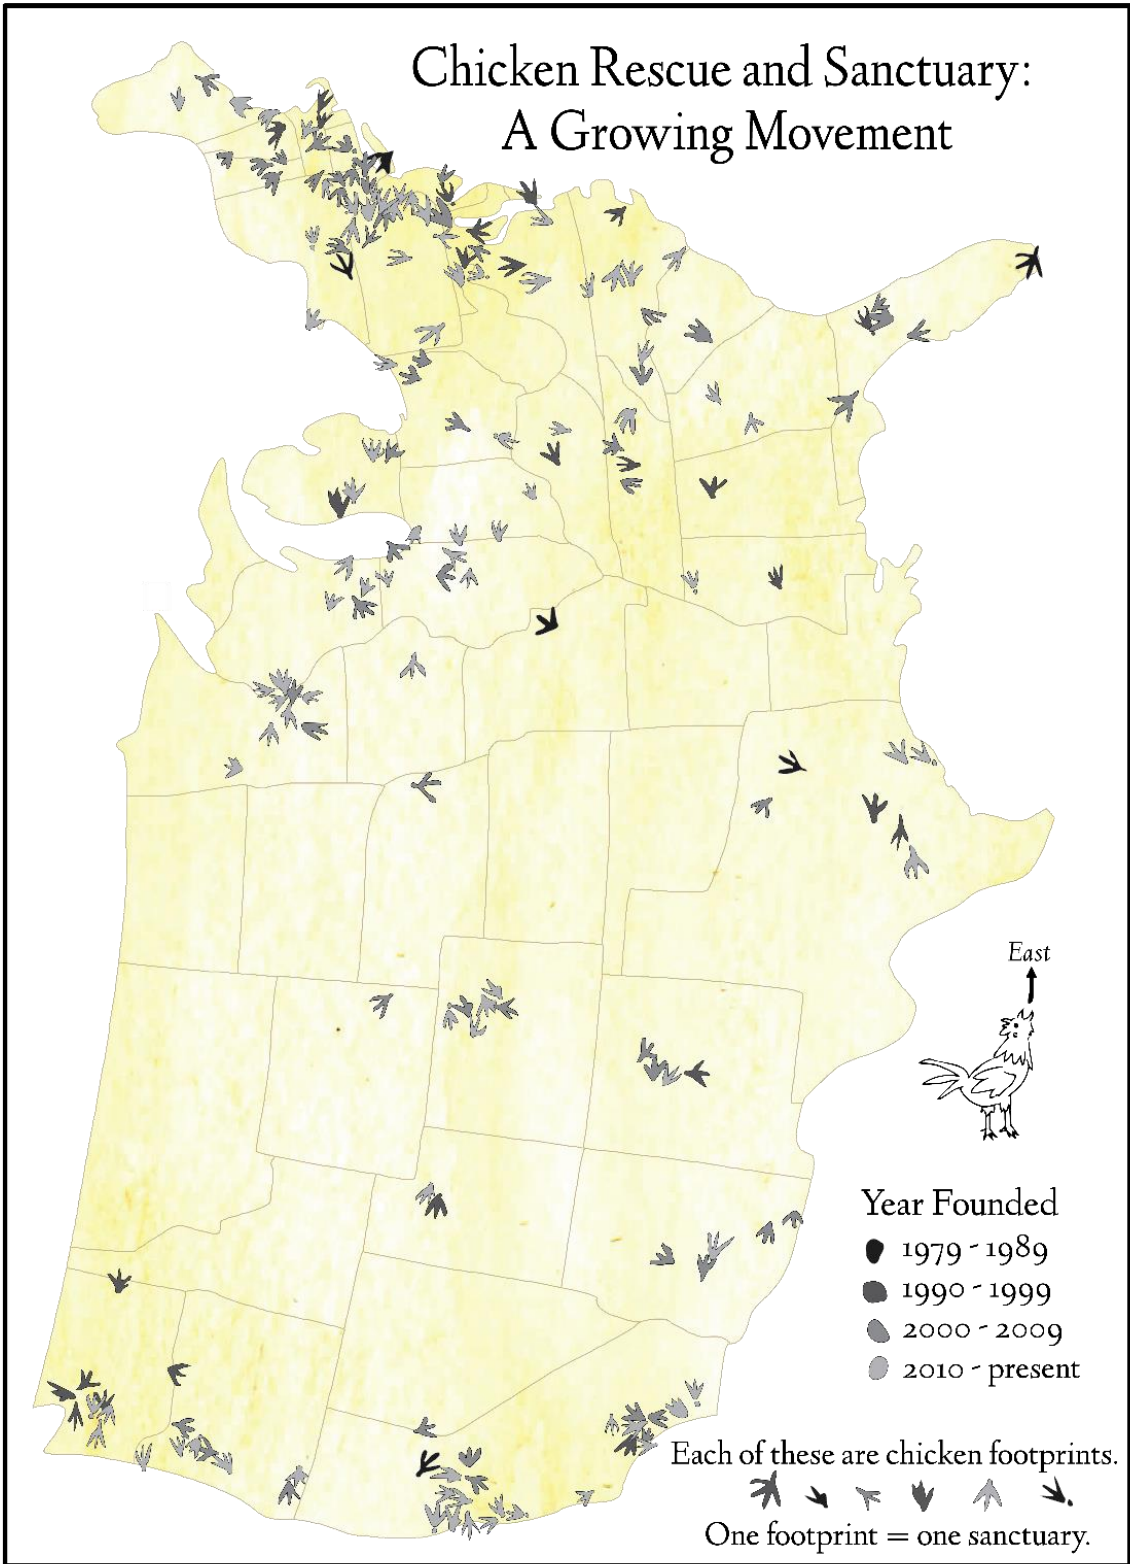 Chicken Rescue and Sanctuary:
A Growing Movement
East
Year Founded
1979 - 1989
1990 - 1999
2000 - 2009
2010 - present
Each of these are chicken footprints.
One footprint = one sanctuary.